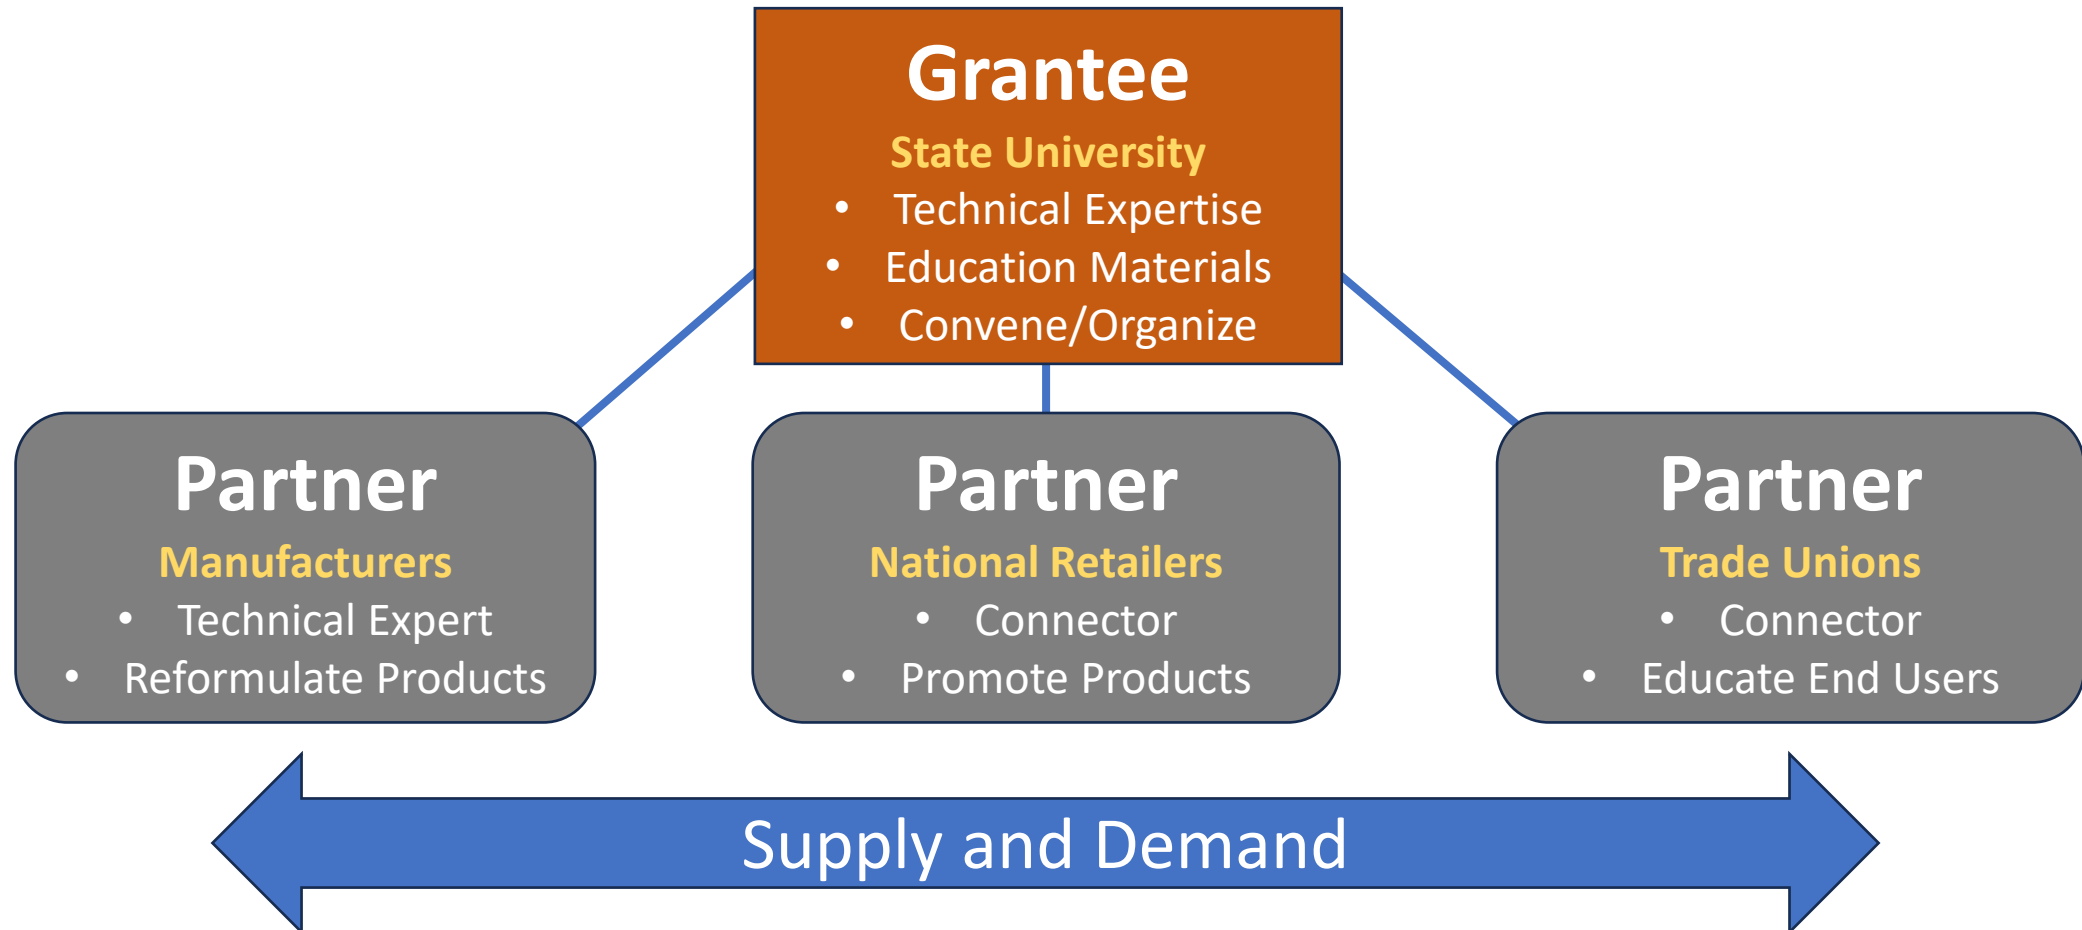 Grantee
State University
• Technical Expertise
• Education Materials
• Convene/Organize
Partner
Manufacturers
• Technical Expert
• Reformulate Products
Partner
National Retailers
• Connector
• Promote Products
Partner
Trade Unions
• Connector
• Educate End Users
Supply and Demand